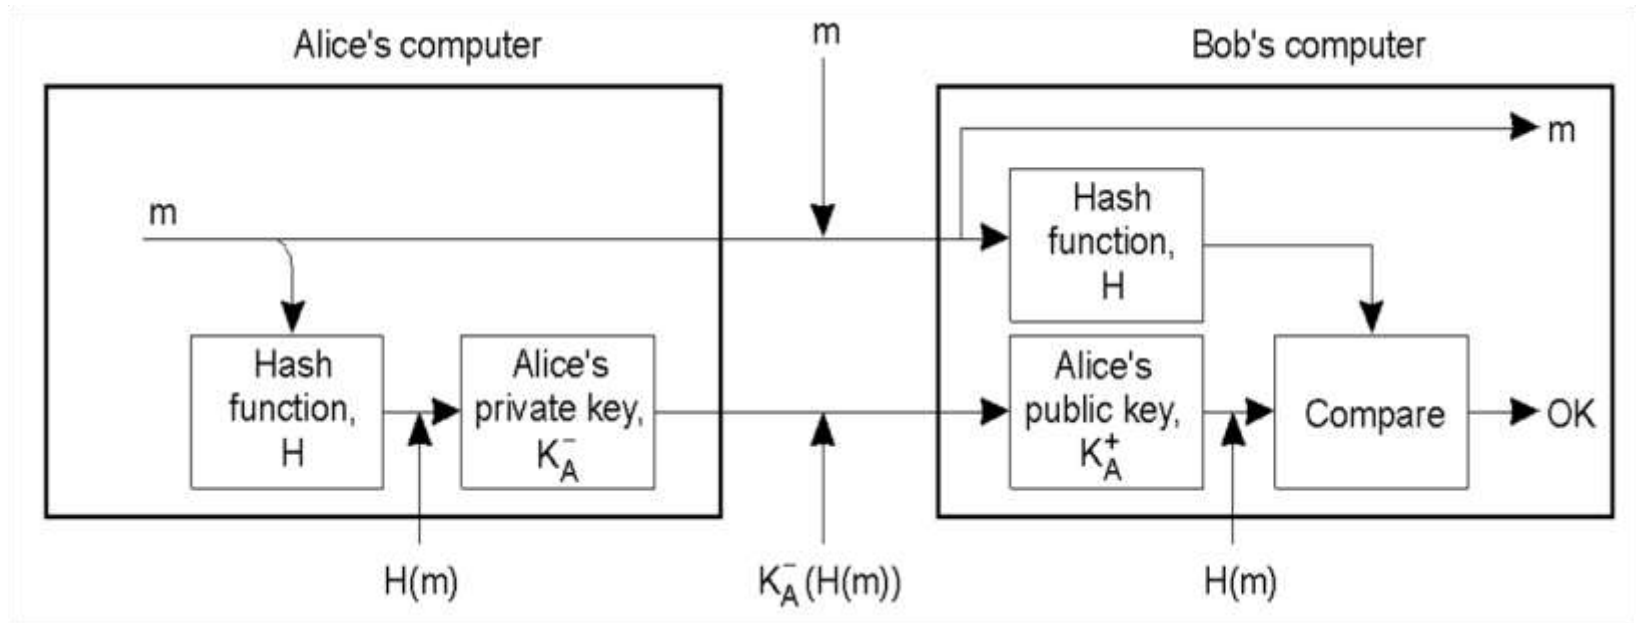 Alice's computer
m
Bob's computer
m
m
Hash
function,
H
Hash
function,
H
Alice's
private key,
K_A^-
Alice's
public key,
K_A^+
Compare
OK
H(m)
K_A^-(H(m))
H(m)